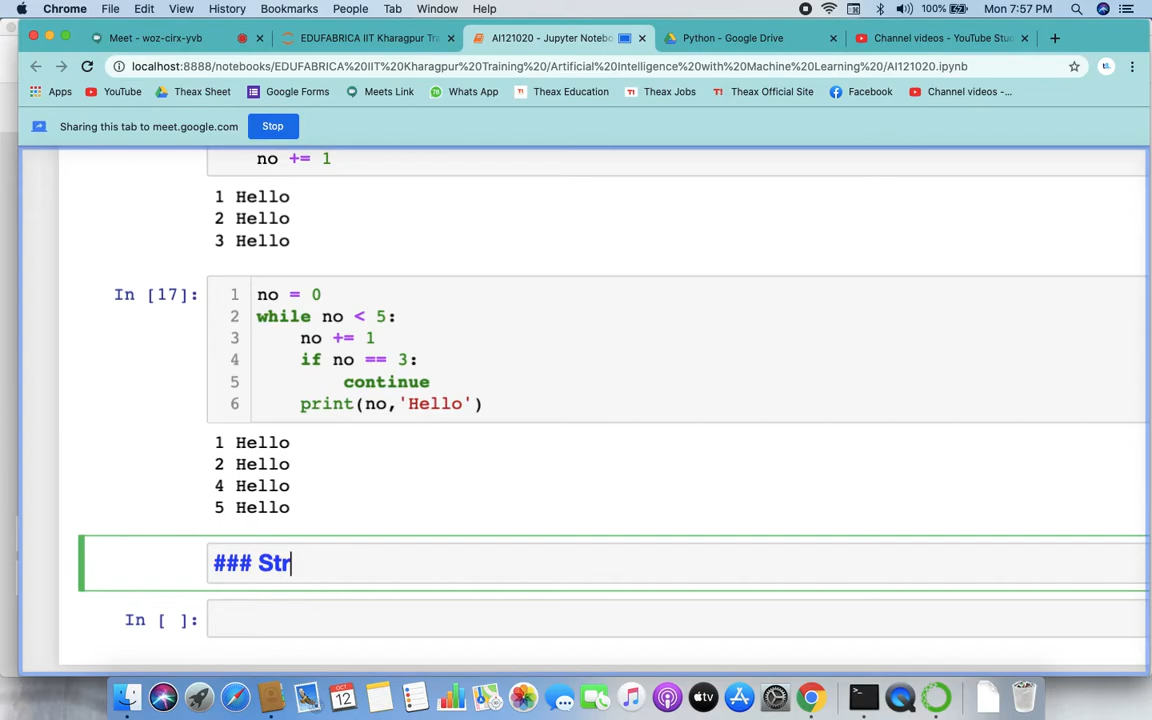 Chrome File Edit View History Bookmarks People Tab Window Help 100% Mon 7:57 PM
Meet - woz-cirx-yvb EDUFABRICA IIT Kharagpur Tra AI121020 - Jupyter Notebo Python - Google Drive Channel videos - YouTube Stu
localhost:8888/notebooks/EDUFABRICA%20IIT%20Kharagpur%20Training%20/Artificial%20Intelligence%20with%20Machine%20Learning%20/AI121020.ipynb
Apps YouTube Theax Sheet Google Forms Meets Link Whats App Theax Education Theax Jobs Theax Official Site Facebook Channel videos -...
Sharing this tab to meet.google.com Stop
no += 1
1 Hello
2 Hello
3 Hello
In [17]: 1 no = 0
2 while no < 5:
3 no += 1
4 if no == 3:
5 continue
6 print(no,'Hello')
1 Hello
2 Hello
4 Hello
5 Hello
### Str
In [ ]:
OCT
12
tv